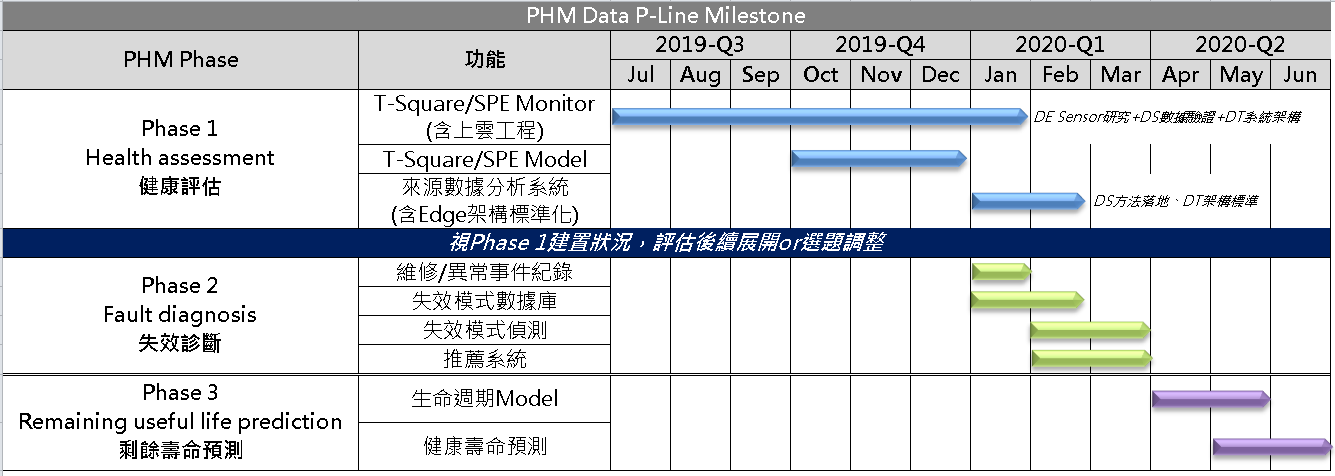 PHM Data P-Line Milestone
PHM Phase
功能
2019-Q3
2019-Q4
2020-Q1
2020-Q2
Jul
Aug
Sep
Oct
Nov
Dec
Jan
Feb
Mar
Apr
May
Jun
Phase 1
Health assessment
健康評估
T-Square/SPE Monitor
(含上雲工程)
DE Sensor研究+DS數據驗證+DT系統架構
T-Square/SPE Model
來源數據分析系統
(含Edge架構標準化)
DS方法落地、DT架構標準
視Phase 1建置狀況，評估後續展開or選題調整
Phase 2
Fault diagnosis
失效診斷
維修/異常事件紀錄
失效模式數據庫
失效模式偵測
推薦系統
Phase 3
Remaining useful life prediction
剩餘壽命預測
生命週期Model
健康壽命預測